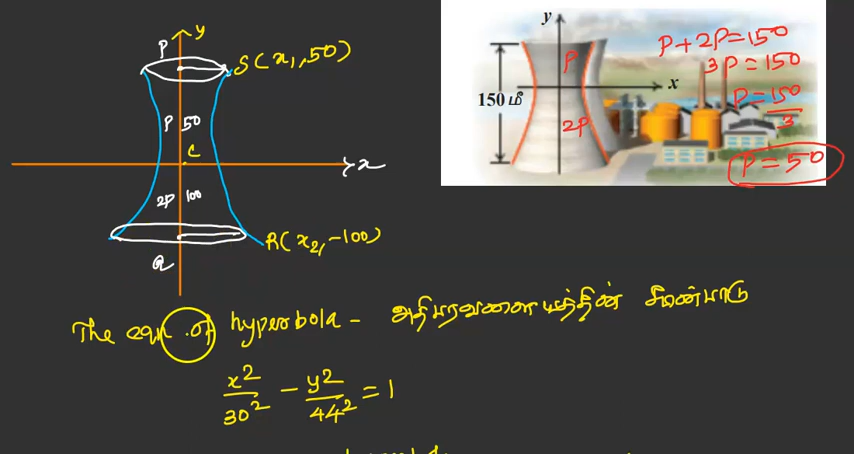 y
P
S(x₁, 50)
P 50
C
x
2P 100
R(x₂, -100)
Q
y
P
x
150 மீ
2P
P + 2P = 150
3P = 150
P = 150/3
P = 50
The eqn of hyperbola - அதிபரவளையத்தின் சமன்பாடு
x²/30² - y²/44² = 1